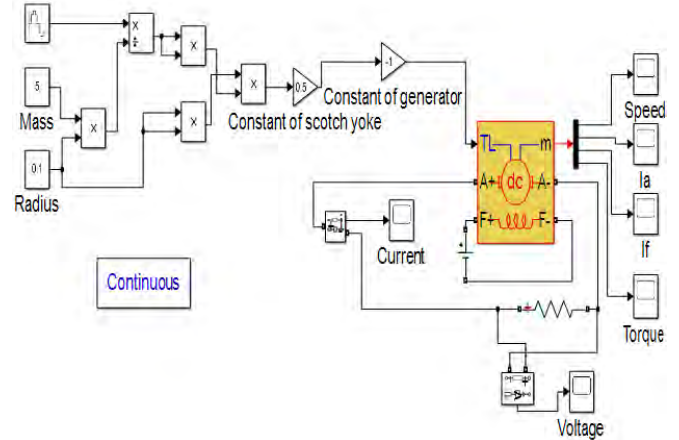 x
÷
x
5
Mass
x
0.1
Radius
x
x
0.5
Constant of scotch yoke
-1
Constant of generator
TL
m
A+
dc
A-
F+
F-
Speed
Ia
If
Torque
Current
Continuous
Voltage